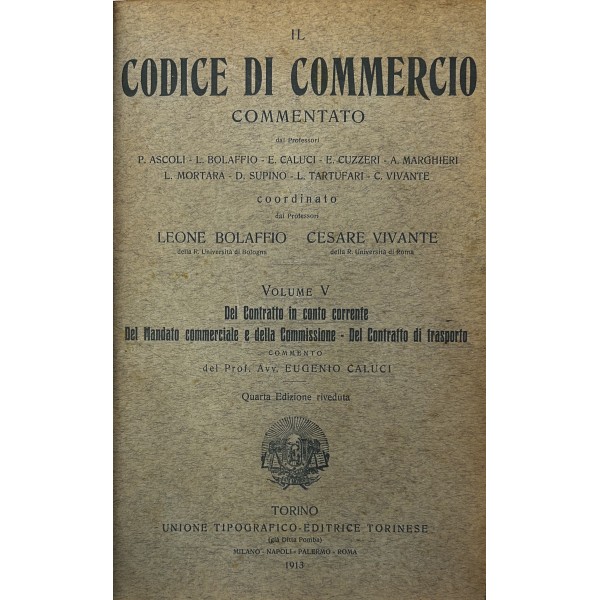 IL
CODICE DI COMMERCIO
COMMENTATO
dai Professori
P. ASCOLI - L. BOLAFFIO - E. CALUCI - E. CUZZERI - A. MARGHIERI
L. MORTARA - D. SUPINO - L. TARTUFARI - C. VIVANTE
coordinato
dai Professori
LEONE BOLAFFIO CESARE VIVANTE
della R. Università di Bologna della R. Università di Roma
VOLUME V
Del Contratto in conto corrente
Del Mandato commerciale e della Commissione - Del Contratto di trasporto
COMMENTO
del Prof. Avv. EUGENIO CALUCI
Quarta Edizione riveduta
TORINO
UNIONE TIPOGRAFICO-EDITRICE TORINESE
(già Ditta Pomba)
MILANO - NAPOLI - PALERMO - ROMA
1913